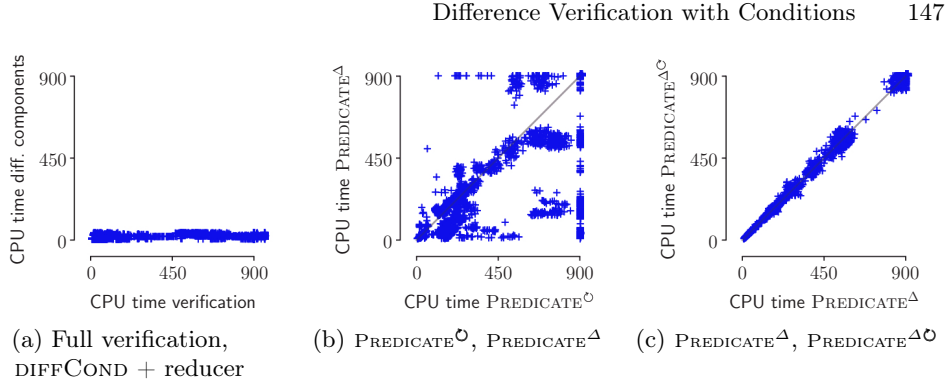 Difference Verification with Conditions 147
CPU time diff. components
900
450
0
0 450 900
CPU time verification
(a) Full verification,
DIFFCOND + reducer
CPU time PREDICATE^Δ
900
450
0
0 450 900
CPU time PREDICATE^↻
(b) PREDICATE^↻, PREDICATE^Δ
CPU time PREDICATE^Δ↻
900
450
0
0 450 900
CPU time PREDICATE^Δ
(c) PREDICATE^Δ, PREDICATE^Δ↻